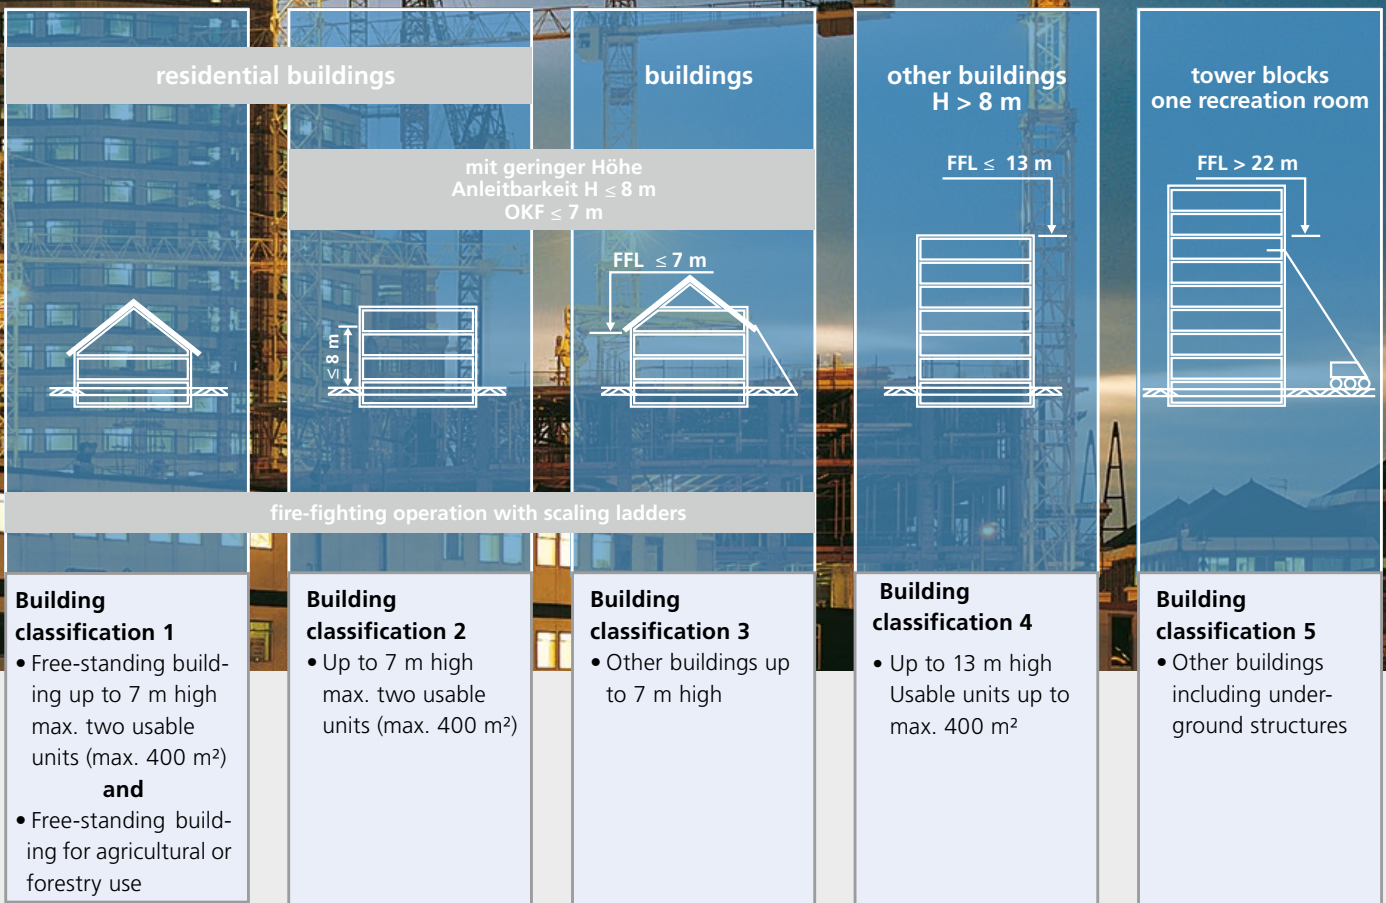 residential buildings
buildings
other buildings
H > 8 m
tower blocks
one recreation room
mit geringer Höhe
Anleitbarkeit H ≤ 8 m
OKF ≤ 7 m
≤ 8 m
FFL ≤ 7 m
FFL ≤ 13 m
FFL > 22 m
fire-fighting operation with scaling ladders
Building
classification 1
• Free-standing build-
ing up to 7 m high
max. two usable
units (max. 400 m²)
and
• Free-standing build-
ing for agricultural or
forestry use
Building
classification 2
• Up to 7 m high
max. two usable
units (max. 400 m²)
Building
classification 3
• Other buildings up
to 7 m high
Building
classification 4
• Up to 13 m high
Usable units up to
max. 400 m²
Building
classification 5
• Other buildings
including under-
ground structures